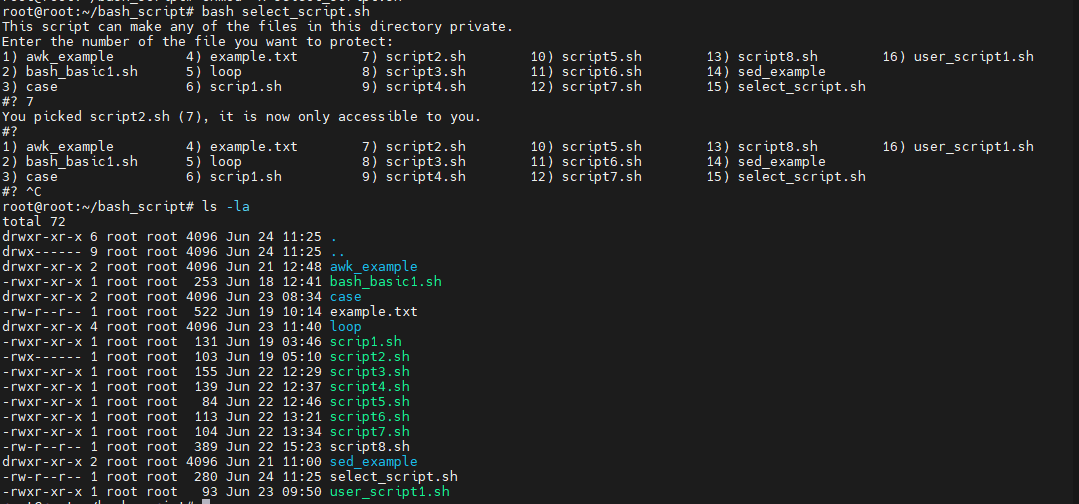 root@root:~/bash_script# bash select_script.sh
This script can make any of the files in this directory private.
Enter the number of the file you want to protect:
1) awk_example 4) example.txt 7) script2.sh 10) script5.sh 13) script8.sh 16) user_script1.sh
2) bash_basic1.sh 5) loop 8) script3.sh 11) script6.sh 14) sed_example
3) case 6) scrip1.sh 9) script4.sh 12) script7.sh 15) select_script.sh
#? 7
You picked script2.sh (7), it is now only accessible to you.
#?
1) awk_example 4) example.txt 7) script2.sh 10) script5.sh 13) script8.sh 16) user_script1.sh
2) bash_basic1.sh 5) loop 8) script3.sh 11) script6.sh 14) sed_example
3) case 6) scrip1.sh 9) script4.sh 12) script7.sh 15) select_script.sh
#? ^C
root@root:~/bash_script# ls -la
total 72
drwxr-xr-x 6 root root 4096 Jun 24 11:25 .
drwx------ 9 root root 4096 Jun 24 11:25 ..
drwxr-xr-x 2 root root 4096 Jun 21 12:48 awk_example
-rwxr-xr-x 1 root root 253 Jun 18 12:41 bash_basic1.sh
drwxr-xr-x 2 root root 4096 Jun 23 08:34 case
-rw-r--r-- 1 root root 522 Jun 19 10:14 example.txt
drwxr-xr-x 4 root root 4096 Jun 23 11:40 loop
-rwxr-xr-x 1 root root 131 Jun 19 03:46 scrip1.sh
-rwx------ 1 root root 103 Jun 19 05:10 script2.sh
-rwxr-xr-x 1 root root 155 Jun 22 12:29 script3.sh
-rwxr-xr-x 1 root root 139 Jun 22 12:37 script4.sh
-rwxr-xr-x 1 root root 84 Jun 22 12:46 script5.sh
-rwxr-xr-x 1 root root 113 Jun 22 13:21 script6.sh
-rwxr-xr-x 1 root root 104 Jun 22 13:34 script7.sh
-rw-r--r-- 1 root root 389 Jun 22 15:23 script8.sh
drwxr-xr-x 2 root root 4096 Jun 21 11:00 sed_example
-rw-r--r-- 1 root root 280 Jun 24 11:25 select_script.sh
-rwxr-xr-x 1 root root 93 Jun 23 09:50 user_script1.sh